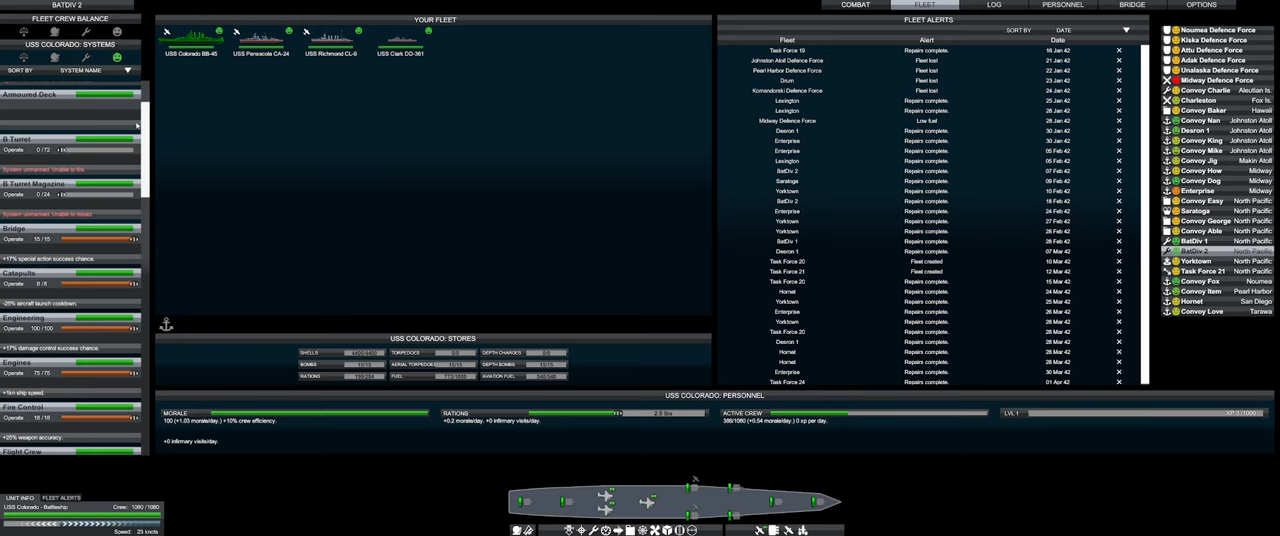 BATDIV 2
COMBAT
FLEET
LOG
PERSONNEL
BRIDGE
OPTIONS
FLEET CREW BALANCE
USS COLORADO: SYSTEMS
SORT BY SYSTEM NAME
Armoured Deck
B Turret
Operate 0/72
System unmanned. Unable to fire.
B Turret Magazine
Operate 0/24
System unmanned. Unable to reload.
Bridge
Operate 15/15
+17% special action success chance.
Catapults
Operate 8/8
-25% aircraft launch cooldown.
Engineering
Operate 100/100
+17% damage control success chance.
Engines
Operate 75/75
+1kn ship speed.
Fire Control
Operate 18/18
+25% weapon accuracy.
Flight Crew
YOUR FLEET
USS Colorado BB-45
USS Pensacola CA-24
USS Richmond CL-9
USS Clark DD-361
USS COLORADO: STORES
SHELLS 4400/4400
TORPEDOES 0/0
DEPTH CHARGES 0/0
BOMBS
AERIAL TORPEDOES
DEPTH BOMBS
RATIONS
FUEL
AVIATION FUEL
FLEET ALERTS
SORT BY DATE
Fleet Alert Date
Task Force 19 Repairs complete. 16 Jan 42
Johnston Atoll Defence Force Fleet lost 21 Jan 42
Pearl Harbor Defence Force Fleet lost 22 Jan 42
Drum Fleet lost 23 Jan 42
Komandorski Defence Force Fleet lost 24 Jan 42
Lexington Repairs complete. 25 Jan 42
Enterprise Repairs complete. 26 Jan 42
Midway Defence Force Low fuel 28 Jan 42
Desron 1 Repairs complete. 30 Jan 42
Enterprise Repairs complete. 30 Jan 42
Enterprise Repairs complete. 05 Feb 42
Lexington Repairs complete. 05 Feb 42
BatDiv 2 Repairs complete. 07 Feb 42
Saratoga Repairs complete. 09 Feb 42
Yorktown Repairs complete. 10 Feb 42
BatDiv 2 Repairs complete. 18 Feb 42
Enterprise Repairs complete. 24 Feb 42
Yorktown Repairs complete. 27 Feb 42
Yorktown Repairs complete. 28 Feb 42
BatDiv 1 Repairs complete. 28 Feb 42
Desron 1 Repairs complete. 07 Mar 42
Task Force 20 Fleet created 10 Mar 42
Task Force 21 Fleet created 12 Mar 42
Task Force 20 Repairs complete. 15 Mar 42
Hornet Repairs complete. 24 Mar 42
Yorktown Repairs complete. 25 Mar 42
Enterprise Repairs complete. 28 Mar 42
Yorktown Repairs complete. 28 Mar 42
Task Force 20 Repairs complete. 28 Mar 42
Desron 1 Repairs complete. 28 Mar 42
Hornet Repairs complete. 28 Mar 42
Hornet Repairs complete. 28 Mar 42
Enterprise Repairs complete. 28 Mar 42
Task Force 24 Repairs complete. 01 Apr 42
Noumea Defence Force
Kiska Defence Force
Attu Defence Force
Adak Defence Force
Unalaska Defence Force
Midway Defence Force
Convoy Charlie Aleutian Is.
Charleston Fox Is.
Convoy Baker Hawaii
Convoy Nan Johnston Atoll
Desron 1 Johnston Atoll
Convoy King Johnston Atoll
Convoy Mike Johnston Atoll
Convoy Jig Makin Atoll
Convoy How Midway
Convoy Dog Midway
Enterprise Midway
Convoy Easy North Pacific
Saratoga North Pacific
Convoy George North Pacific
Convoy Able North Pacific
BatDiv 1 North Pacific
BatDiv 2 North Pacific
Yorktown North Pacific
Task Force 21 North Pacific
Convoy Fox Noumea
Convoy Item Pearl Harbor
Hornet San Diego
Convoy Love Tarawa
USS COLORADO: PERSONNEL
MORALE
100 (+1.03 morale/day.) +10% crew efficiency.
+0 infirmary visits/day.
RATIONS 2.5 lbs
+0.2 morale/day. +0 infirmary visits/day.
ACTIVE CREW
385/1080 (+0.54 morale/day.) 0 xp per day.
LVL 1 XP 3/1000
UNIT INFO FLEET ALERTS
USS Colorado - Battleship Crew: 1080 / 1080
Speed: 23 knots